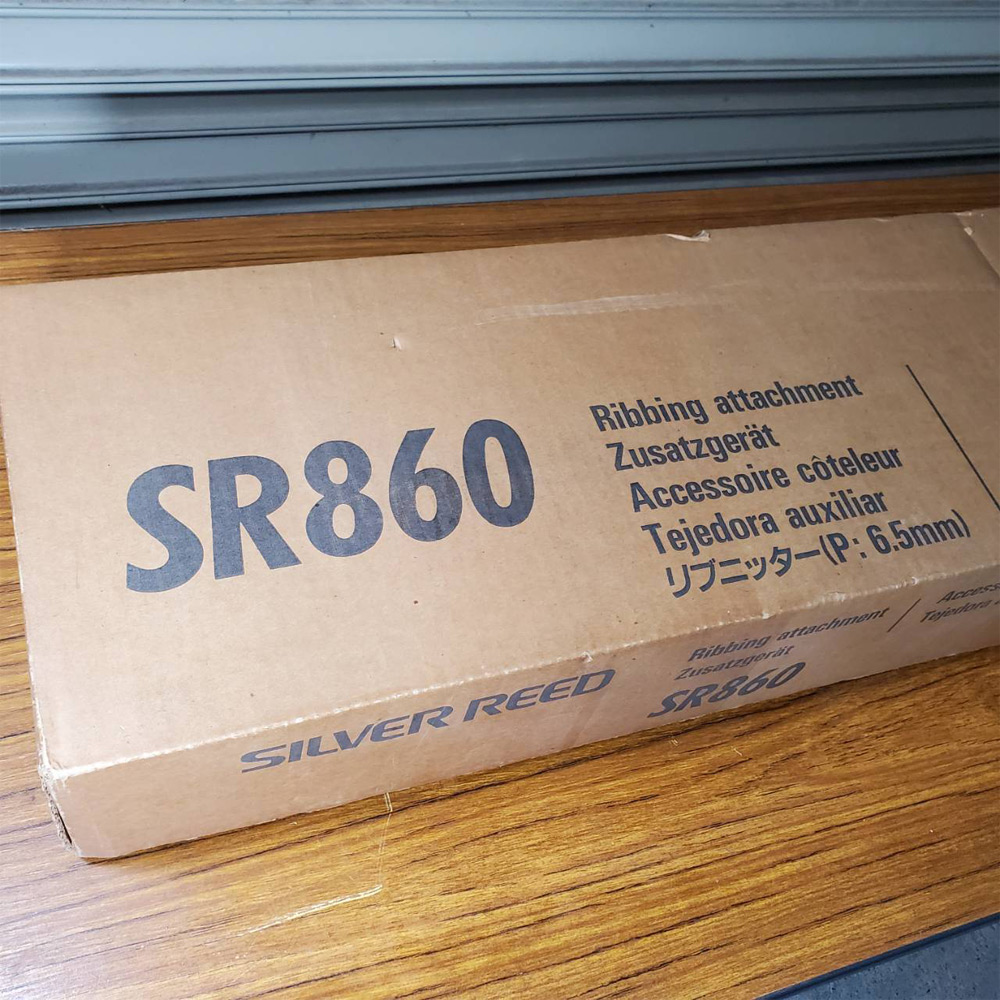 SR860
Ribbing attachment
Zusatzgerät
Accessoire côteleur
Tejedora auxiliar
リブニッター(P: 6.5mm)
SILVER REED
Ribbing attachment /
Zusatzgerät
SR860
Tejedora